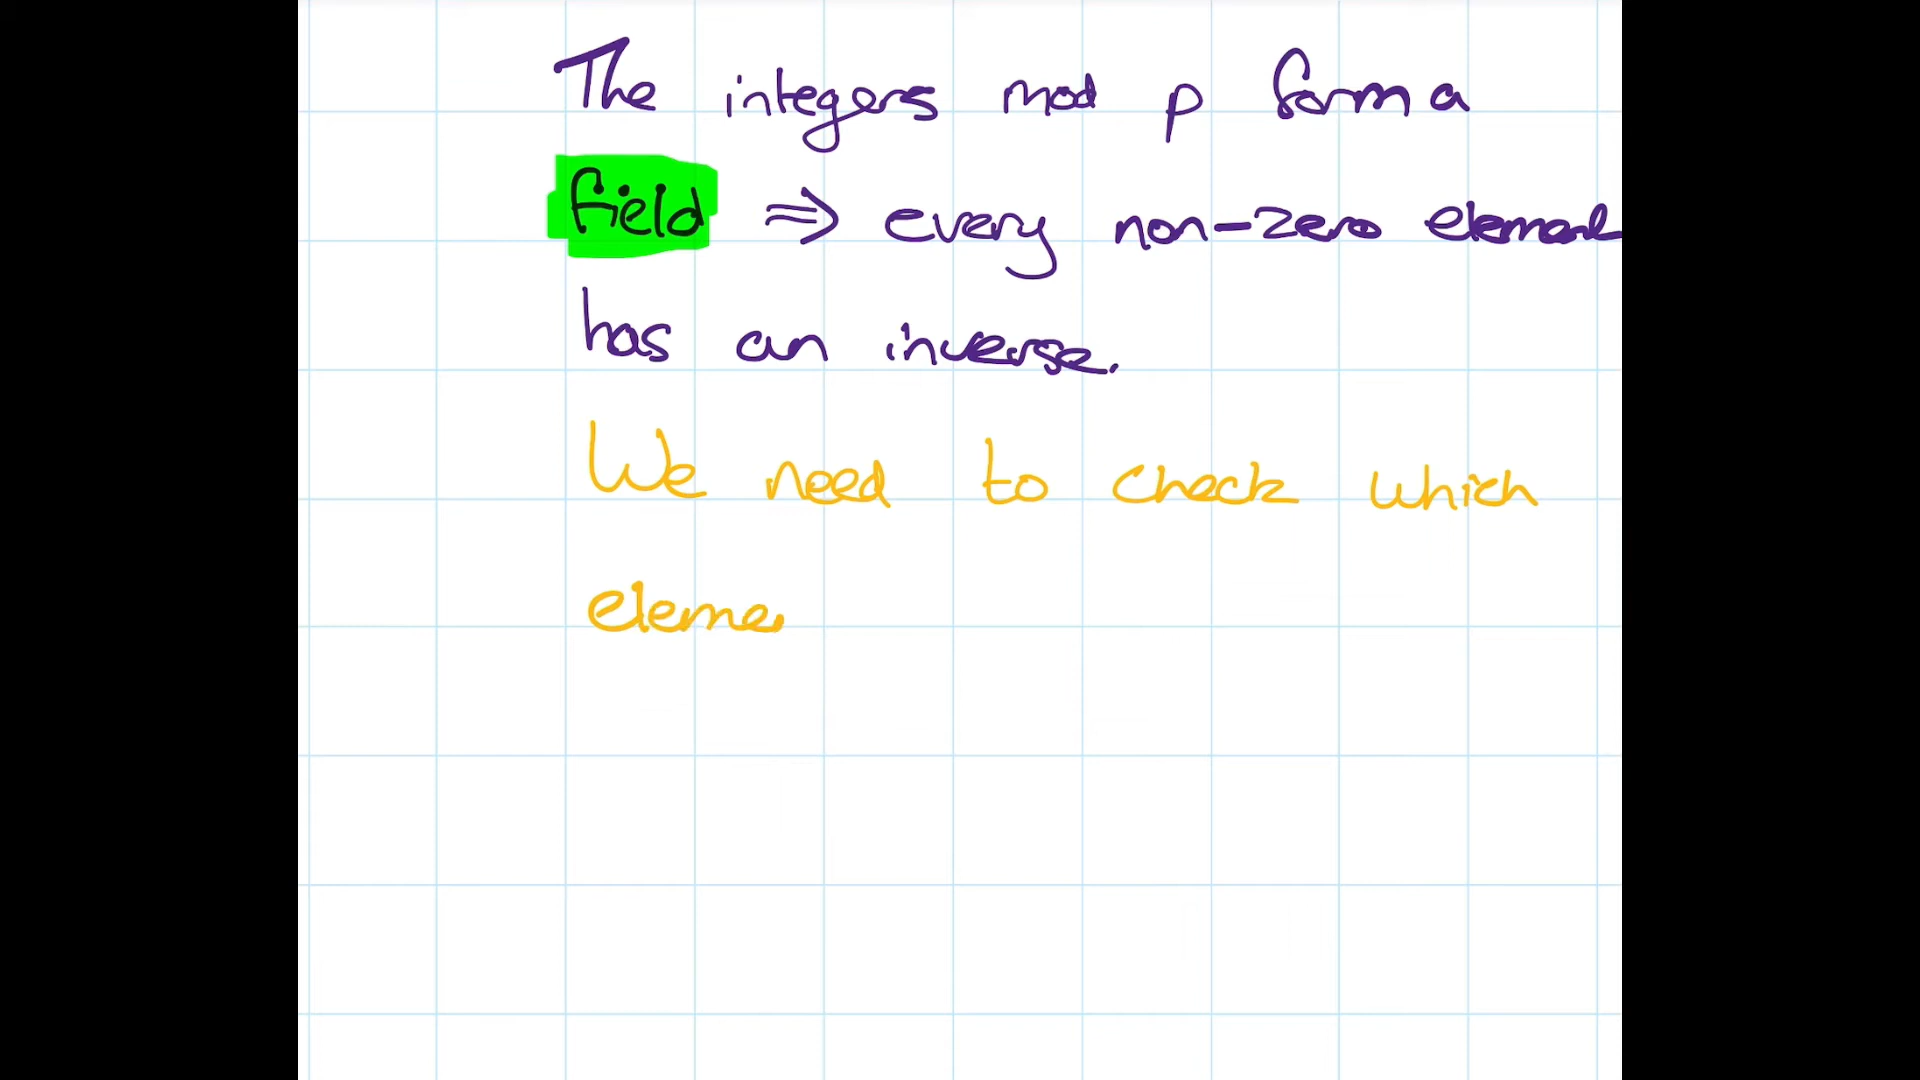 The integers mod p form a
field ⇒ every non-zero element
has an inverse.
We need to check which
eleme